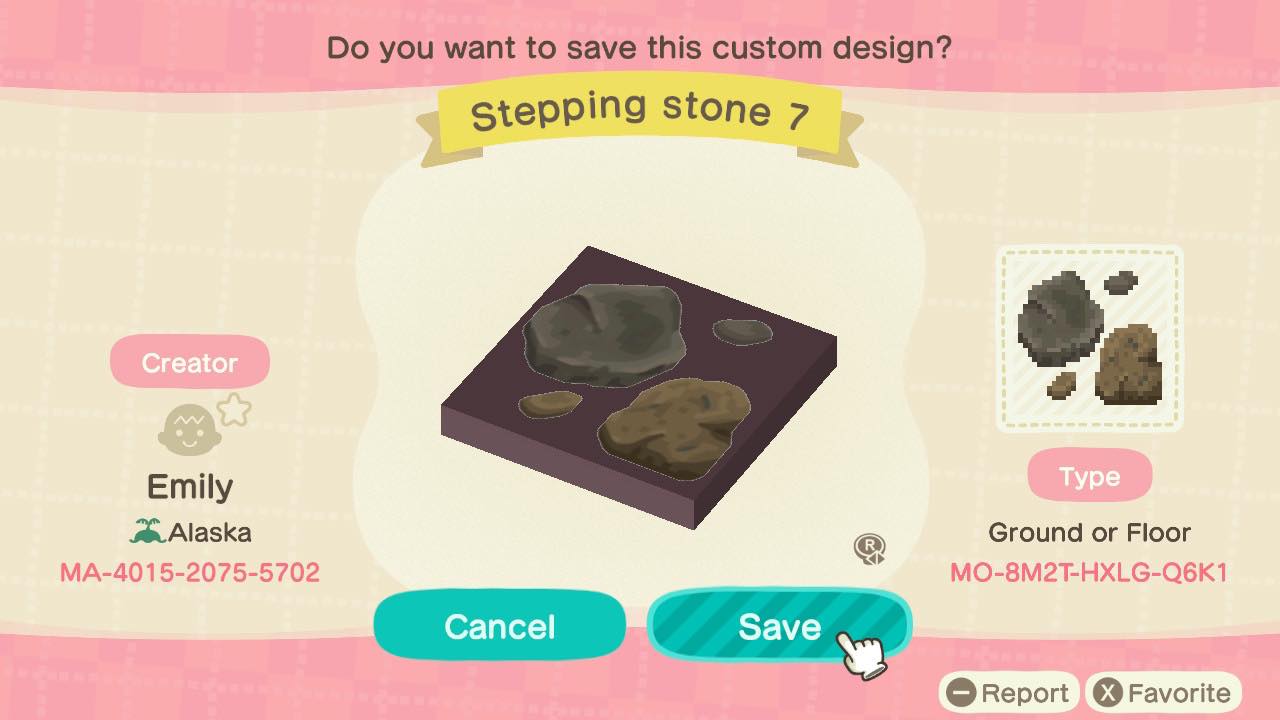 Do you want to save this custom design?
Stepping stone 7
Creator
Emily
Alaska
MA-4015-2075-5702
Type
Ground or Floor
MO-8M2T-HXLG-Q6K1
R
Cancel
Save
Report
X Favorite